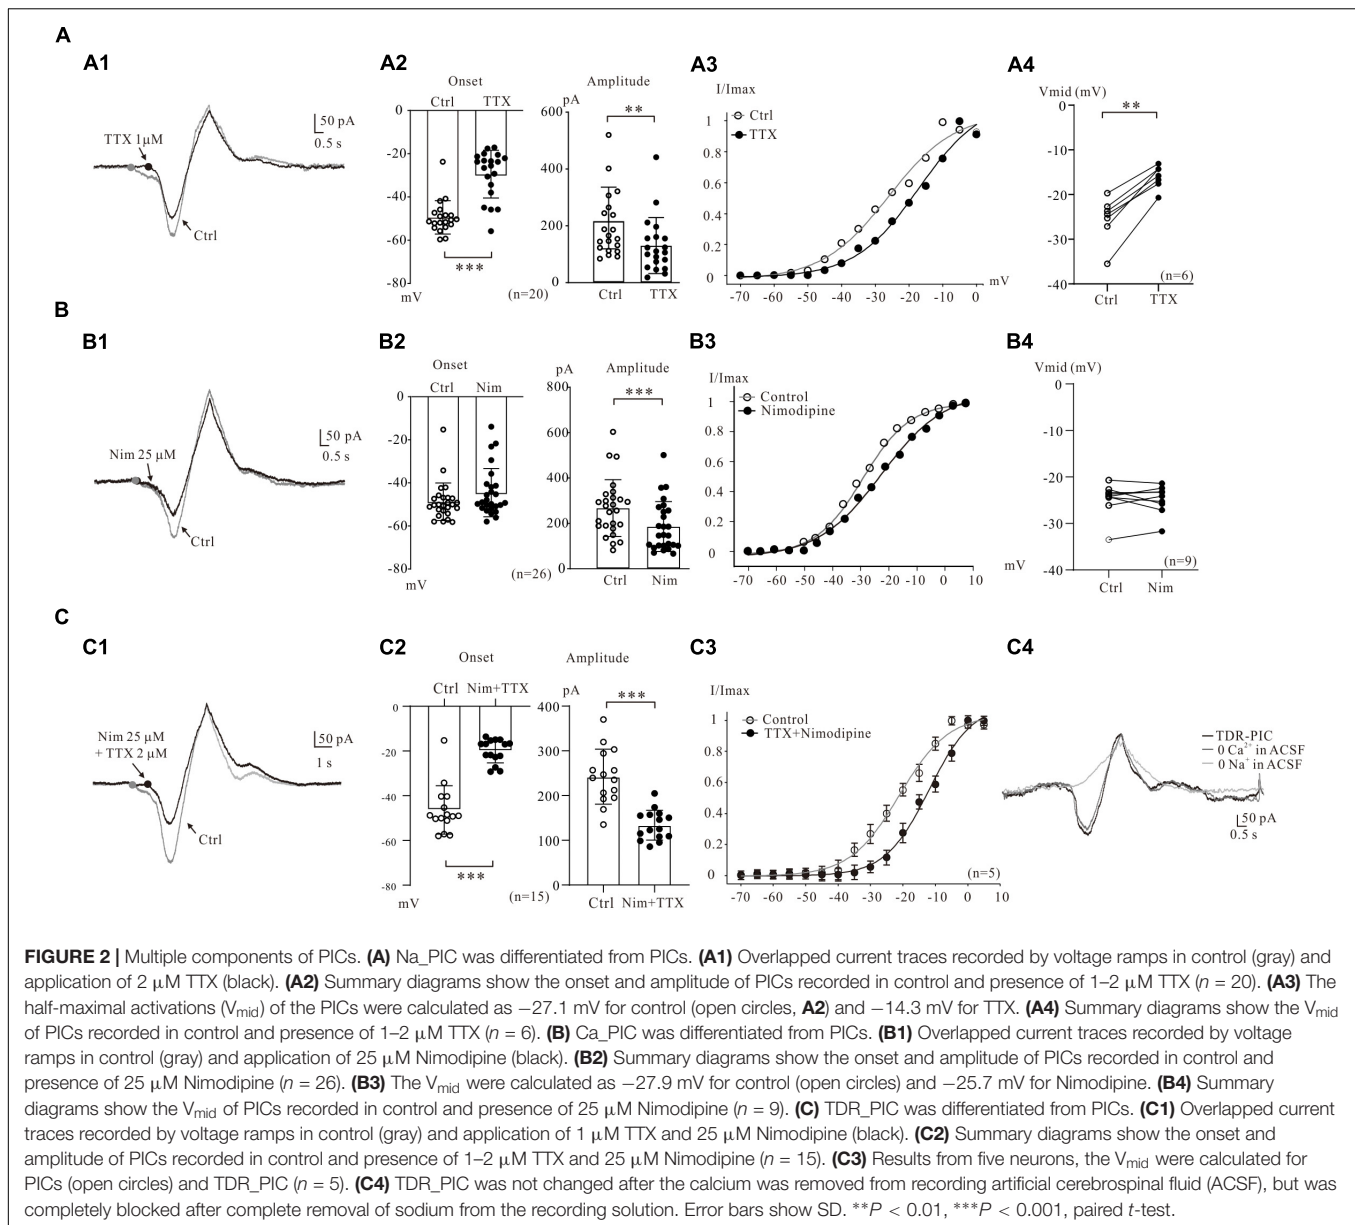 A
A1
A2
A3
A4
TTX 1μM
Ctrl
50 pA
0.5 s
Onset
Ctrl TTX
0
-20
-40
-60
-80
mV
***
(n=20)
Amplitude
pA
600
400
200
0
**
Ctrl TTX
I/Imax
Ctrl
TTX
1
0.8
0.6
0.4
0.2
0
-70 -60 -50 -40 -30 -20 -10 0
mV
Vmid (mV)
0
-10
-20
-30
-40
**
(n=6)
Ctrl TTX
B
B1
B2
B3
B4
Nim 25 μM
Ctrl
50 pA
0.5 s
Onset
Ctrl Nim
0
-20
-40
-60
-80
mV
(n=26)
Amplitude
pA
800
600
400
200
0
***
Ctrl Nim
I/Imax
Control
Nimodipine
1
0.8
0.6
0.4
0.2
0
-70 -60 -50 -40 -30 -20 -10 0 10
mV
Vmid (mV)
0
-10
-20
-30
-40
(n=9)
Ctrl Nim
C
C1
C2
C3
C4
Nim 25 μM
+ TTX 2 μM
Ctrl
50 pA
1 s
Onset
Ctrl Nim+TTX
0
-20
-40
-60
-80
mV
***
(n=15)
Amplitude
pA
400
300
200
100
0
***
Ctrl Nim+TTX
I/Imax
Control
TTX+Nimodipine
1
0.8
0.6
0.4
0.2
0
(n=5)
-70 -60 -50 -40 -30 -20 -10 0 10
TDR-PIC
0 Ca²⁺ in ACSF
0 Na⁺ in ACSF
50 pA
0.5 s
FIGURE 2 | Multiple components of PICs. (A) Na_PIC was differentiated from PICs. (A1) Overlapped current traces recorded by voltage ramps in control (gray) and
application of 2 μM TTX (black). (A2) Summary diagrams show the onset and amplitude of PICs recorded in control and presence of 1–2 μM TTX (n = 20). (A3) The
half-maximal activations (Vmid) of the PICs were calculated as −27.1 mV for control (open circles, A2) and −14.3 mV for TTX. (A4) Summary diagrams show the Vmid
of PICs recorded in control and presence of 1–2 μM TTX (n = 6). (B) Ca_PIC was differentiated from PICs. (B1) Overlapped current traces recorded by voltage
ramps in control (gray) and application of 25 μM Nimodipine (black). (B2) Summary diagrams show the onset and amplitude of PICs recorded in control and
presence of 25 μM Nimodipine (n = 26). (B3) The Vmid were calculated as −27.9 mV for control (open circles) and −25.7 mV for Nimodipine. (B4) Summary
diagrams show the Vmid of PICs recorded in control and presence of 25 μM Nimodipine (n = 9). (C) TDR_PIC was differentiated from PICs. (C1) Overlapped current
traces recorded by voltage ramps in control (gray) and application of 1 μM TTX and 25 μM Nimodipine (black). (C2) Summary diagrams show the onset and
amplitude of PICs recorded in control and presence of 1–2 μM TTX and 25 μM Nimodipine (n = 15). (C3) Results from five neurons, the Vmid were calculated for
PICs (open circles) and TDR_PIC (n = 5). (C4) TDR_PIC was not changed after the calcium was removed from recording artificial cerebrospinal fluid (ACSF), but was
completely blocked after complete removal of sodium from the recording solution. Error bars show SD. **P < 0.01, ***P < 0.001, paired t-test.